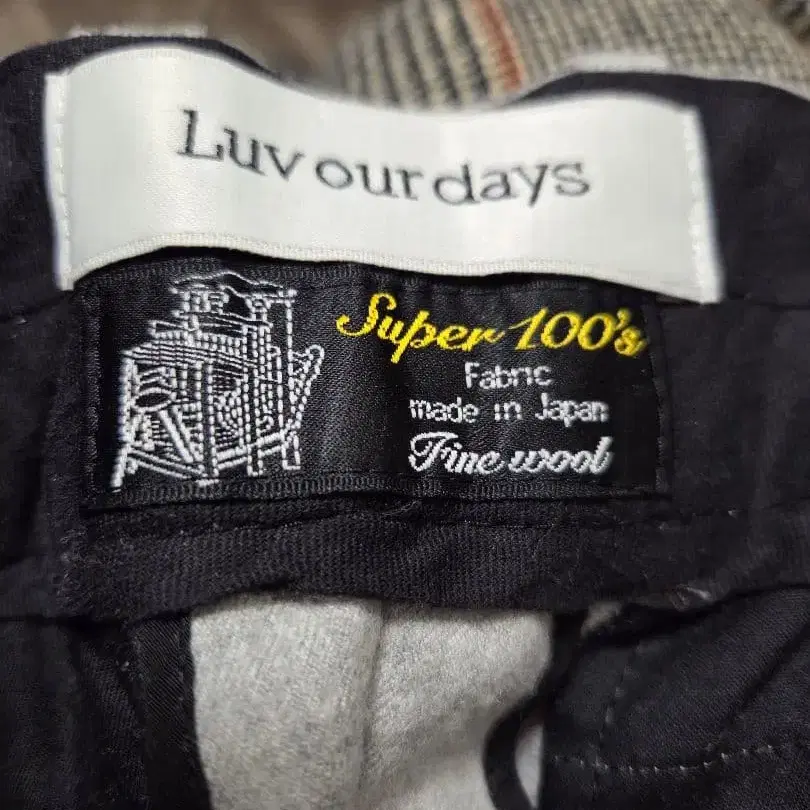 Luv our days
Super 100's
Fabric
made in Japan
Fine wool